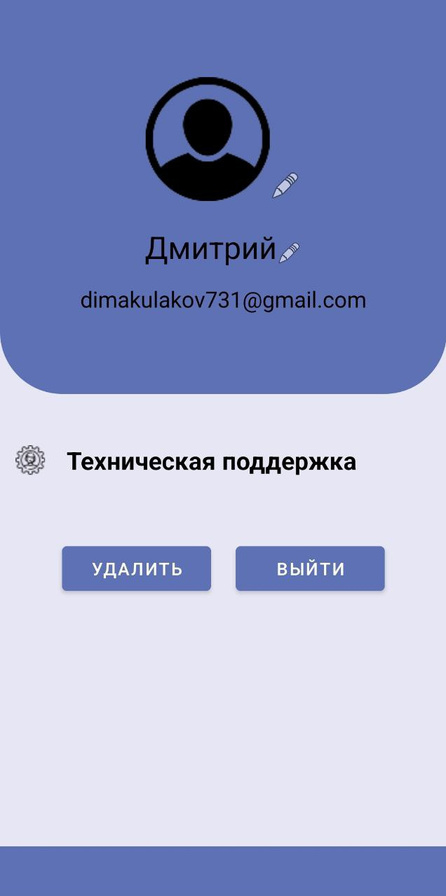 Дмитрий
dimakulakov731@gmail.com
Техническая поддержка
УДАЛИТЬ
ВЫЙТИ